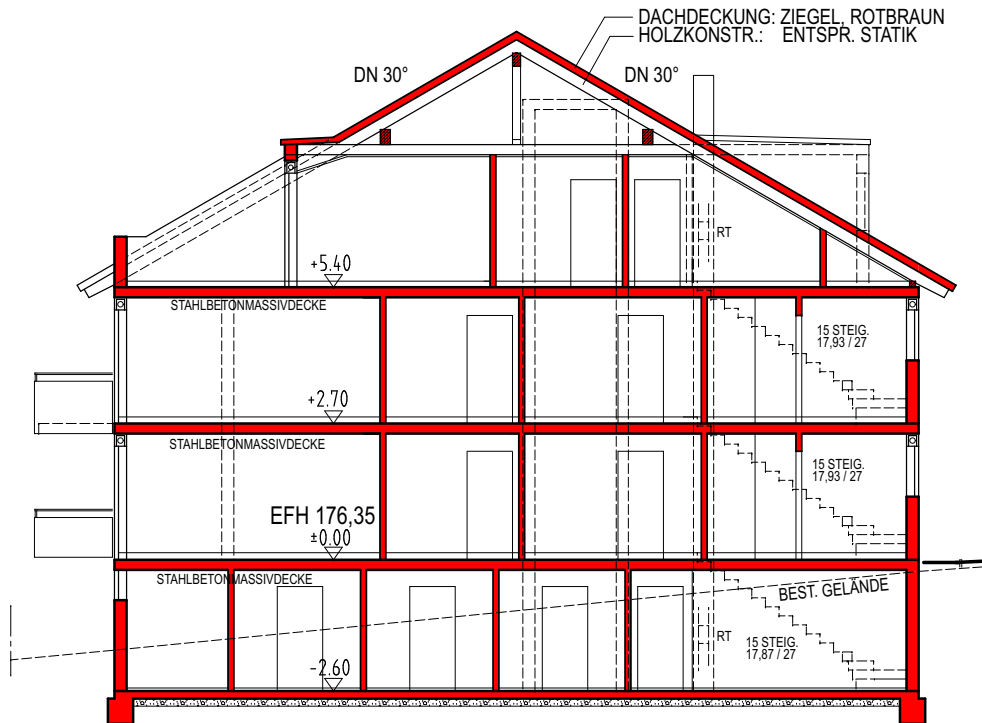 DACHDECKUNG: ZIEGEL, ROTBRAUN
HOLZKONSTR.: ENTSPR. STATIK
DN 30°
DN 30°
RT
+5.40
STAHLBETONMASSIVDECKE
15 STEIG.
17,93 / 27
+2.70
STAHLBETONMASSIVDECKE
15 STEIG.
17,93 / 27
EFH 176,35
±0.00
STAHLBETONMASSIVDECKE
BEST. GELÄNDE
RT
15 STEIG.
17,87 / 27
-2.60